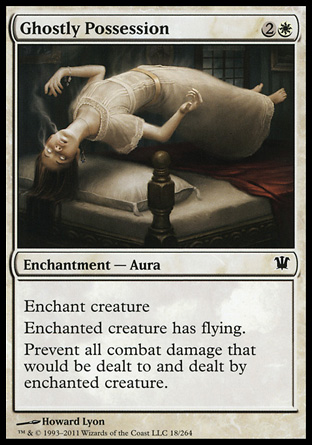 Ghostly Possession 2
Enchantment — Aura
Enchant creature
Enchanted creature has flying.
Prevent all combat damage that
would be dealt to and dealt by
enchanted creature.
Howard Lyon
™ & © 1993–2011 Wizards of the Coast LLC 18/264